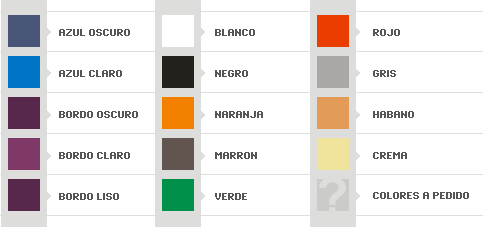 AZUL OSCURO
AZUL CLARO
BORDO OSCURO
BORDO CLARO
BORDO LISO
BLANCO
NEGRO
NARANJA
MARRON
VERDE
ROJO
GRIS
HABANO
CREMA
?
COLORES A PEDIDO